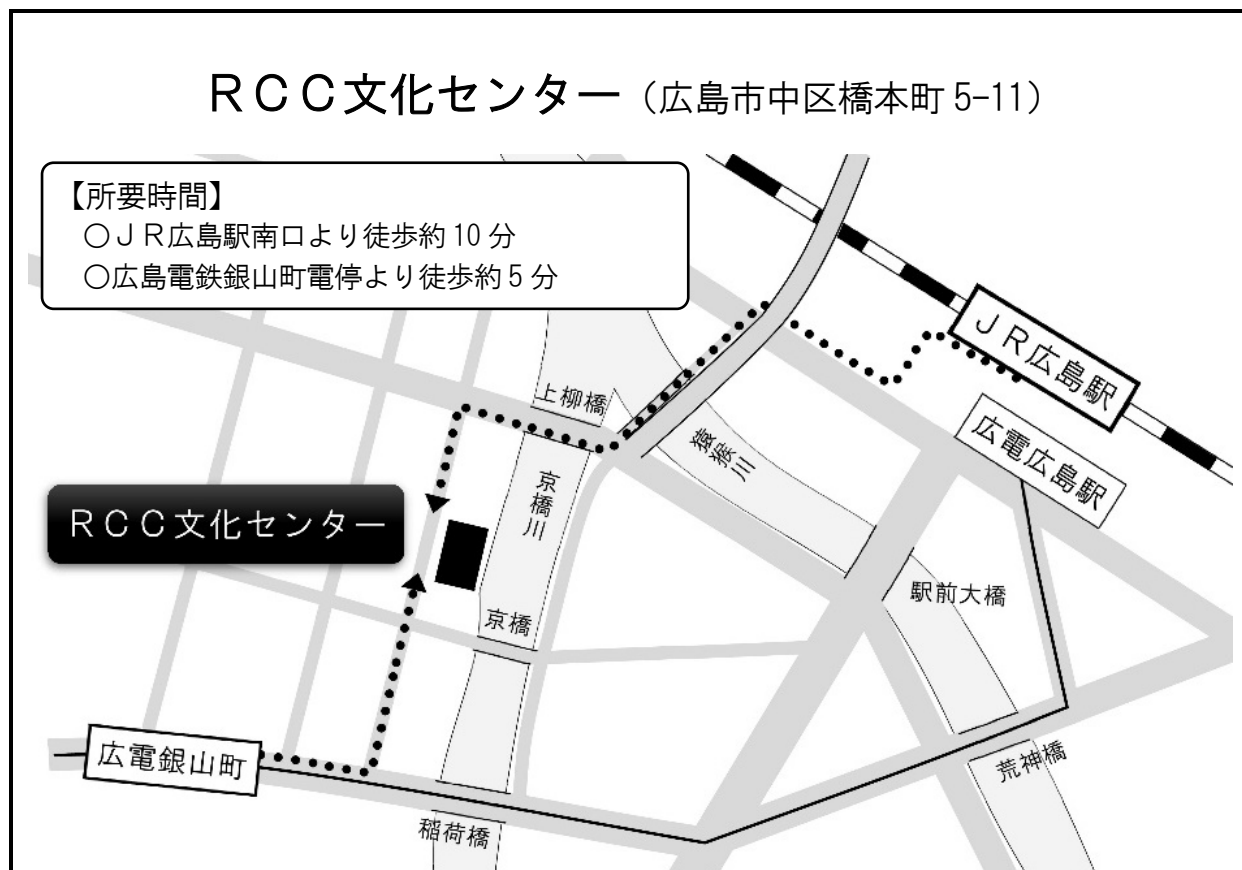 ＲＣＣ文化センター（広島市中区橋本町5-11）
【所要時間】
○ＪＲ広島駅南口より徒歩約10分
○広島電鉄銀山町電停より徒歩約5分
ＪＲ広島駅
広電広島駅
上柳橋
猿猴川
京橋川
ＲＣＣ文化センター
駅前大橋
京橋
広電銀山町
荒神橋
稲荷橋